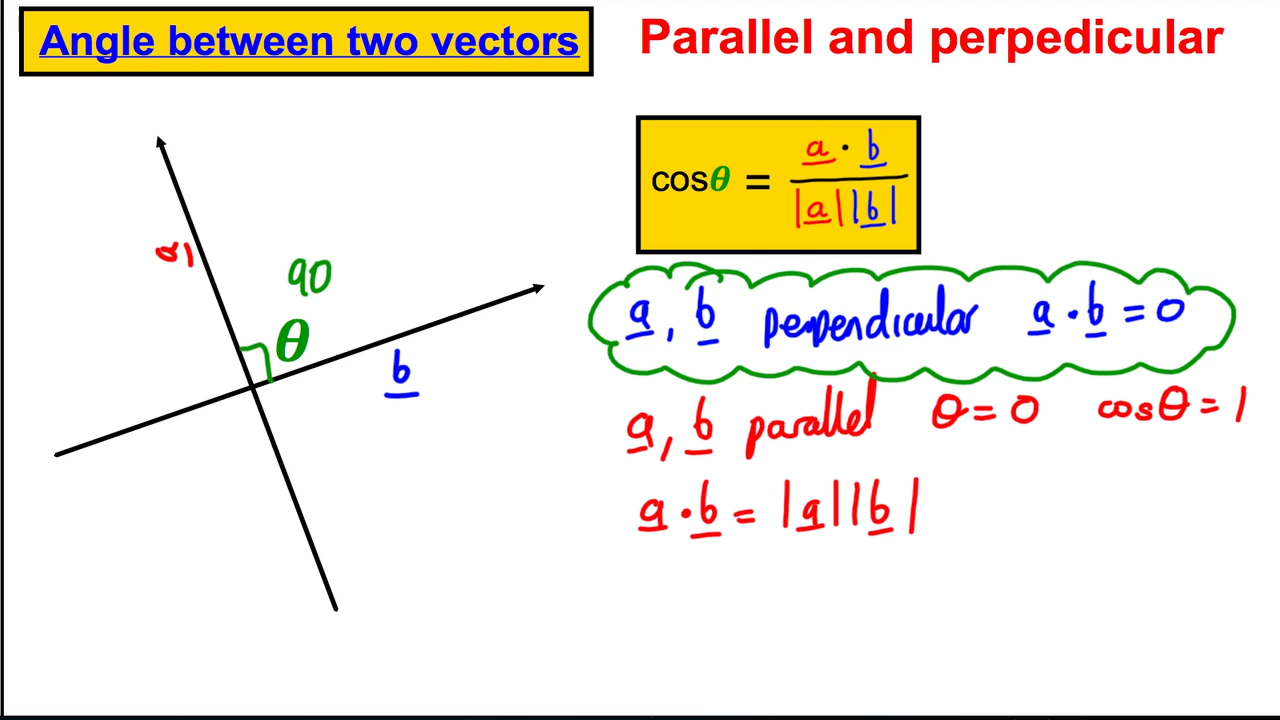 Angle between two vectors
Parallel and perpedicular
cosθ = a · b / |a||b|
a
90
θ
b
a, b perpendicular a · b = 0
a, b parallel θ = 0 cosθ = 1
a · b = |a||b|